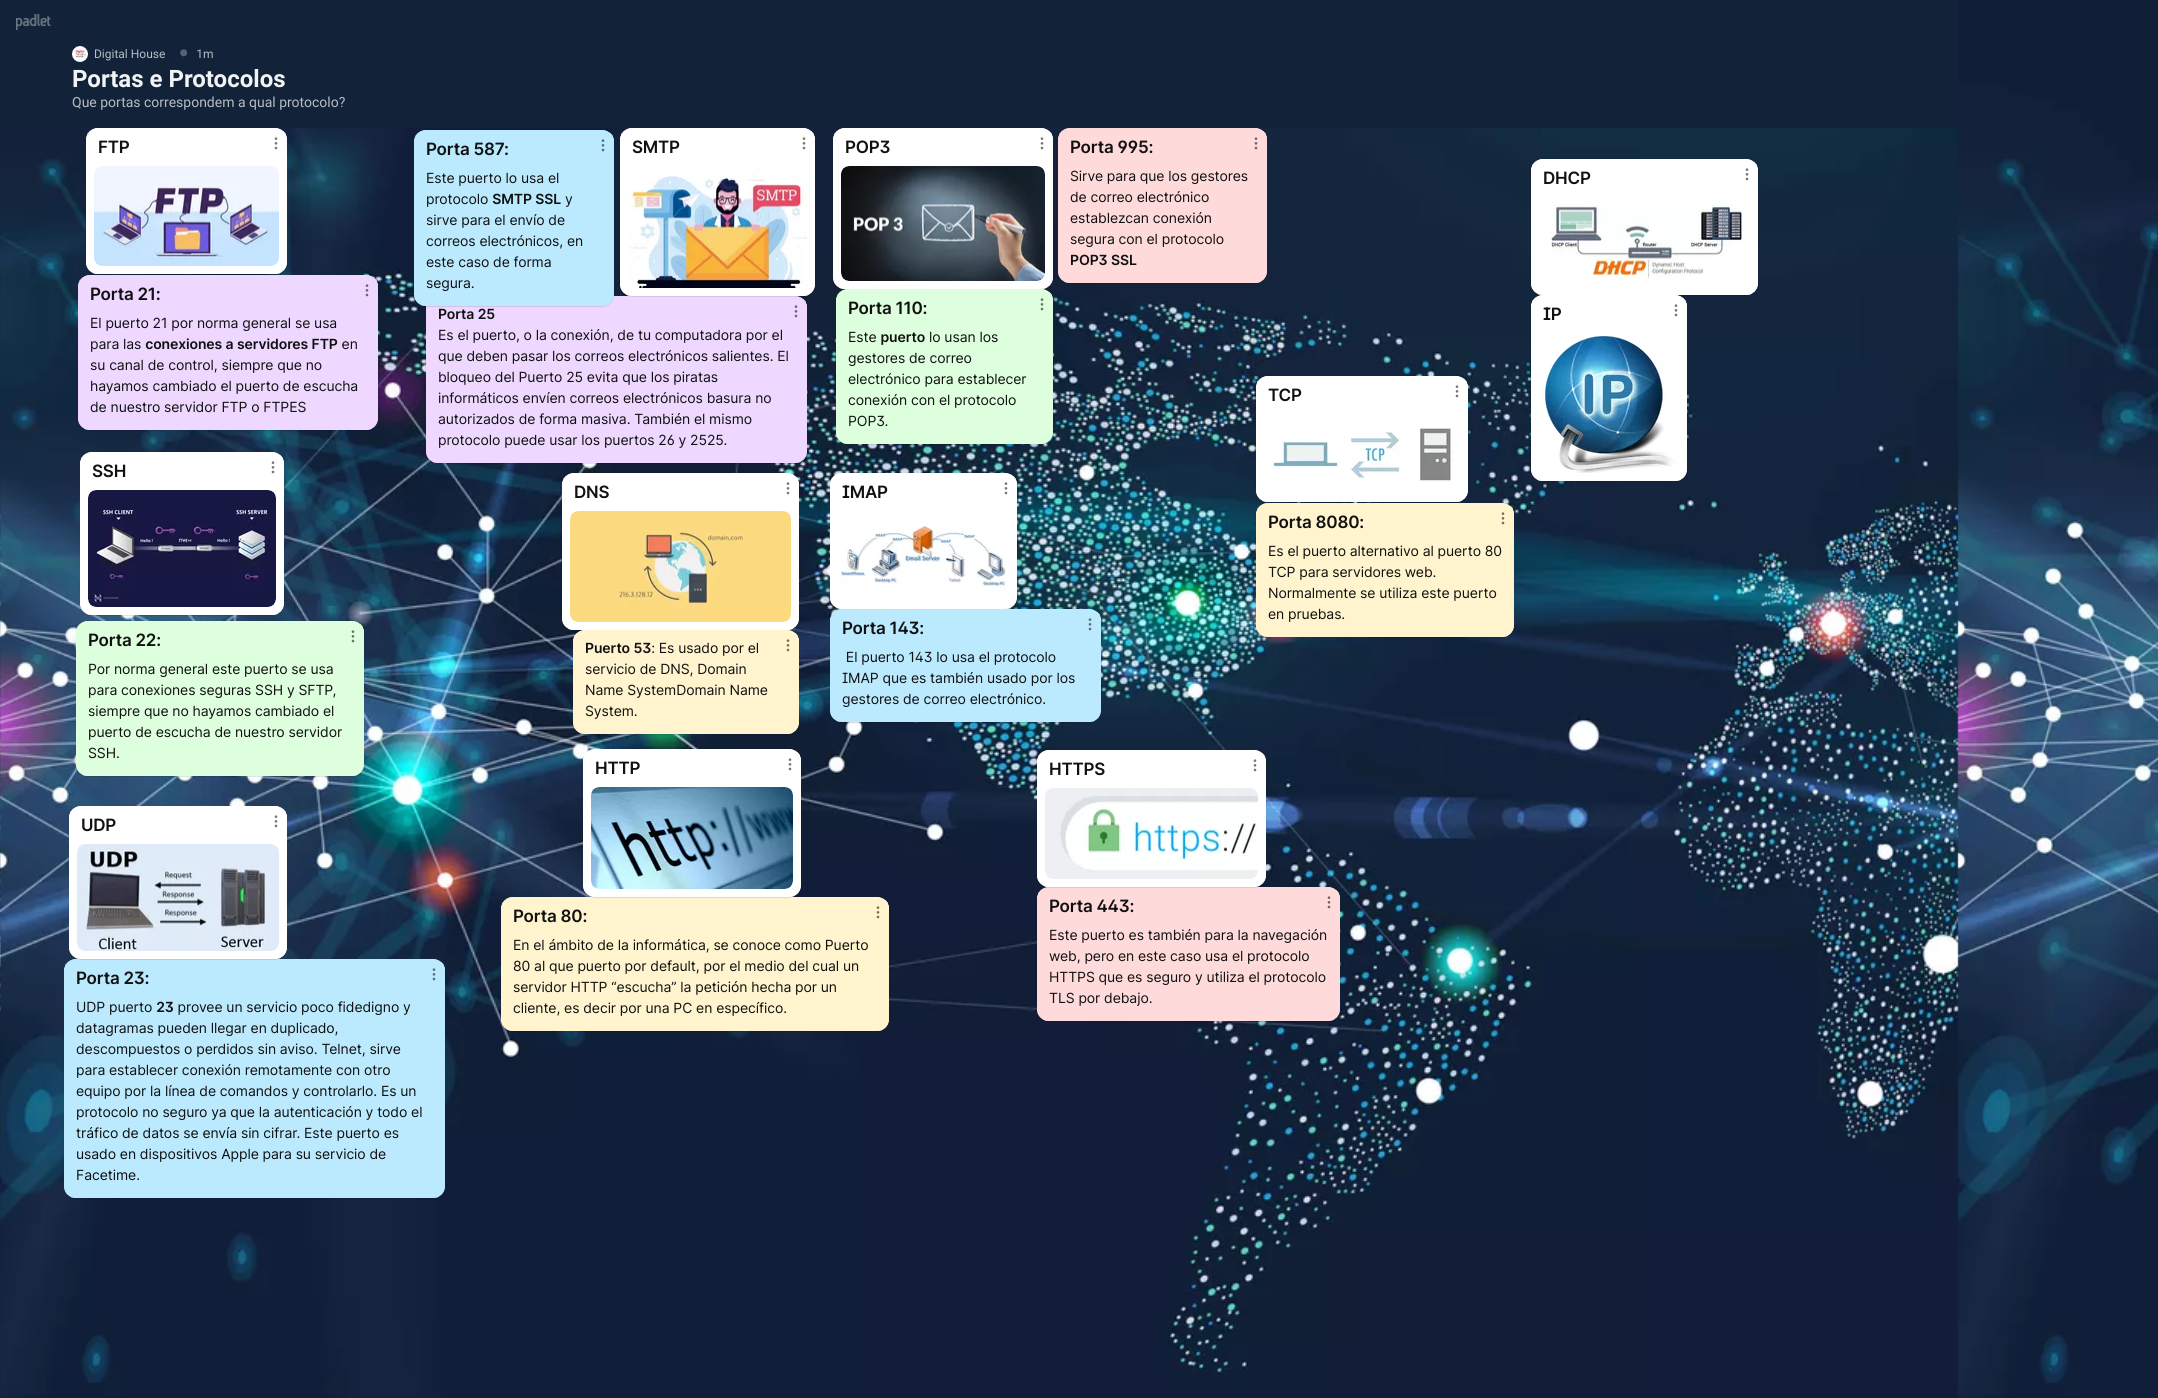 padlet
Digital House 1m
Portas e Protocolos
Que portas correspondem a qual protocolo?
FTP
FTP
Porta 21:
El puerto 21 por norma general se usa
para las conexiones a servidores FTP en
su canal de control, siempre que no
hayamos cambiado el puerto de escucha
de nuestro servidor FTP o FTPES
Porta 587:
Este puerto lo usa el
protocolo SMTP SSL y
sirve para el envío de
correos electrónicos, en
este caso de forma
segura.
SMTP
SMTP
Porta 25
Es el puerto, o la conexión, de tu computadora por el
que deben pasar los correos electrónicos salientes. El
bloqueo del Puerto 25 evita que los piratas
informáticos envíen correos electrónicos basura no
autorizados de forma masiva. También el mismo
protocolo puede usar los puertos 26 y 2525.
POP3
POP 3
Porta 995:
Sirve para que los gestores
de correo electrónico
establezcan conexión
segura con el protocolo
POP3 SSL
Porta 110:
Este puerto lo usan los
gestores de correo
electrónico para establecer
conexión con el protocolo
POP3.
DHCP
DHCP Client
Router
DHCP Server
DHCP
Dynamic Host
Configuration Protocol
IP
IP
TCP
TCP
Porta 8080:
Es el puerto alternativo al puerto 80
TCP para servidores web.
Normalmente se utiliza este puerto
en pruebas.
SSH
SSH CLIENT
SSH SERVER
Hello !
Hello !
Porta 22:
Por norma general este puerto se usa
para conexiones seguras SSH y SFTP,
siempre que no hayamos cambiado el
puerto de escucha de nuestro servidor
SSH.
DNS
domain.com
216.3.128.12
Puerto 53: Es usado por el
servicio de DNS, Domain
Name SystemDomain Name
System.
IMAP
Email Server
Desktop PC
Desktop PC
Porta 143:
El puerto 143 lo usa el protocolo
IMAP que es también usado por los
gestores de correo electrónico.
UDP
UDP
Request
Response
Response
Client
Server
Porta 23:
UDP puerto 23 provee un servicio poco fidedigno y
datagramas pueden llegar en duplicado,
descompuestos o perdidos sin aviso. Telnet, sirve
para establecer conexión remotamente con otro
equipo por la línea de comandos y controlarlo. Es un
protocolo no seguro ya que la autenticación y todo el
tráfico de datos se envía sin cifrar. Este puerto es
usado en dispositivos Apple para su servicio de
Facetime.
HTTP
http://www
Porta 80:
En el ámbito de la informática, se conoce como Puerto
80 al que puerto por default, por el medio del cual un
servidor HTTP “escucha” la petición hecha por un
cliente, es decir por una PC en específico.
HTTPS
https://
Porta 443:
Este puerto es también para la navegación
web, pero en este caso usa el protocolo
HTTPS que es seguro y utiliza el protocolo
TLS por debajo.